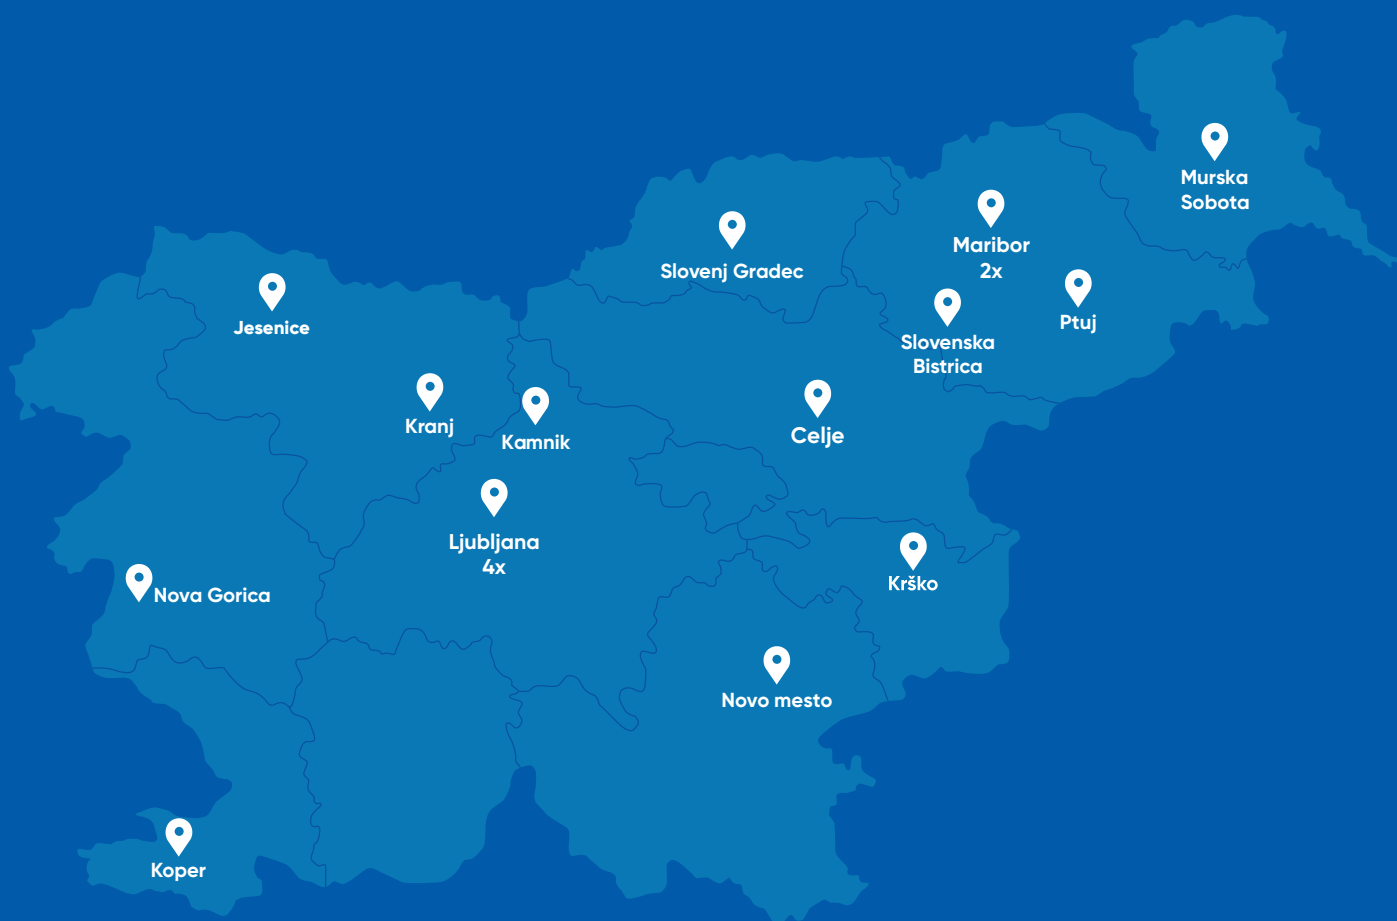 Murska
Sobota
Maribor
2x
Slovenj Gradec
Ptuj
Jesenice
Slovenska
Bistrica
Kranj
Kamnik
Celje
Ljubljana
4x
Krško
Nova Gorica
Novo mesto
Koper